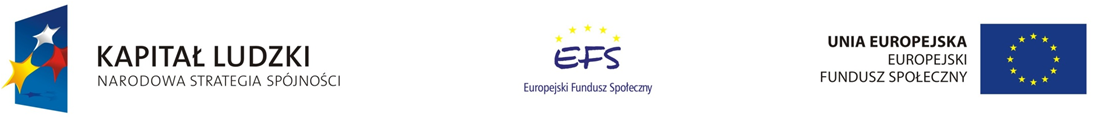 KAPITAŁ LUDZKI
NARODOWA STRATEGIA SPÓJNOŚCI
EFS
Europejski Fundusz Społeczny
UNIA EUROPEJSKA
EUROPEJSKI
FUNDUSZ SPOŁECZNY